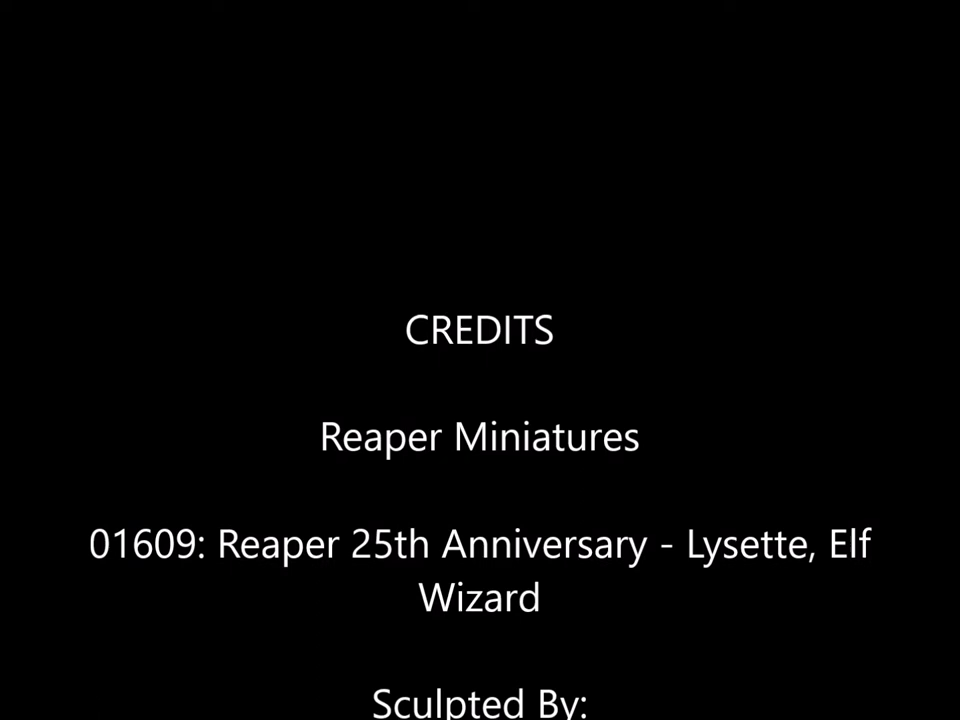 CREDITS
Reaper Miniatures
01609: Reaper 25th Anniversary - Lysette, Elf
Wizard
Sculpted By: